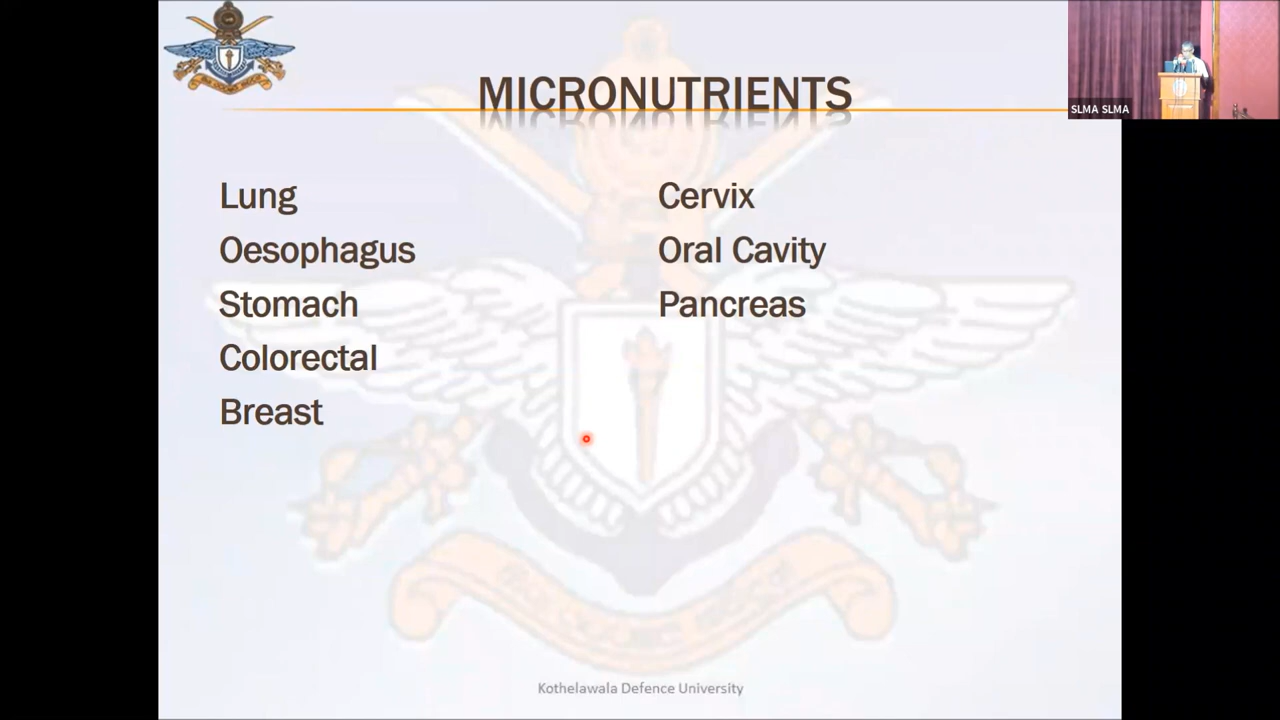 MICRONUTRIENTS
SLMA SLMA
Lung
Oesophagus
Stomach
Colorectal
Breast
Cervix
Oral Cavity
Pancreas
Kothelawala Defence University